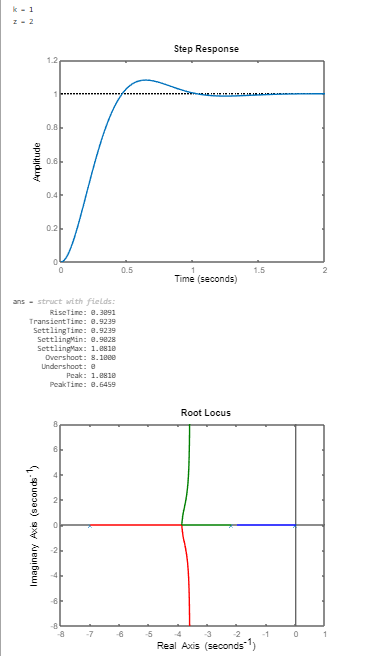 k = 1
z = 2
Step Response
1.2
1
0.8
0.6
0.4
0.2
0
Amplitude
0 0.5 1 1.5 2
Time (seconds)
ans = struct with fields:
RiseTime: 0.3091
TransientTime: 0.9239
SettlingTime: 0.9239
SettlingMin: 0.9028
SettlingMax: 1.0810
Overshoot: 8.1000
Undershoot: 0
Peak: 1.0810
PeakTime: 0.6459
Root Locus
8
6
4
2
0
-2
-4
-6
-8
Imaginary Axis (seconds⁻¹)
-8 -7 -6 -5 -4 -3 -2 -1 0 1
Real Axis (seconds⁻¹)